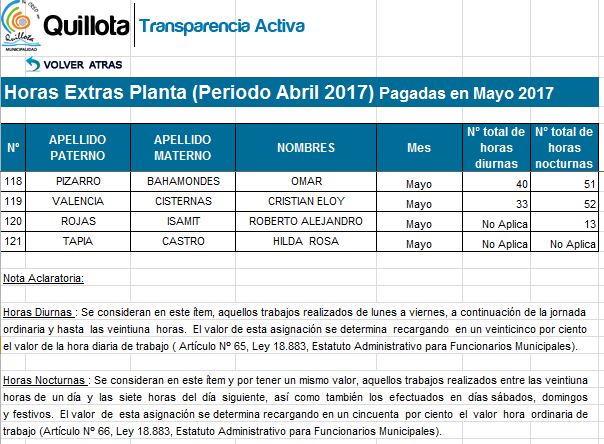 Quillota
MUNICIPALIDAD
Quillota Transparencia Activa
VOLVER ATRAS
Horas Extras Planta (Periodo Abril 2017) Pagadas en Mayo 2017
Nº APELLIDO PATERNO APELLIDO MATERNO NOMBRES Mes Nº total de horas diurnas Nº total de horas nocturnas
118 PIZARRO BAHAMONDES OMAR Mayo 40 51
119 VALENCIA CISTERNAS CRISTIAN ELOY Mayo 33 52
120 ROJAS ISAMIT ROBERTO ALEJANDRO Mayo No Aplica 13
121 TAPIA CASTRO HILDA ROSA Mayo No Aplica No Aplica
Nota Aclaratoria:
Horas Diurnas : Se consideran en este ítem, aquellos trabajos realizados de lunes a viernes, a continuación de la jornada
ordinaria y hasta las veintiuna horas. El valor de esta asignación se determina recargando en un veinticinco por ciento
el valor de la hora diaria de trabajo ( Artículo Nº 65, Ley 18.883, Estatuto Administrativo para Funcionarios Municipales).
Horas Nocturnas : Se consideran en este ítem y por tener un mismo valor, aquellos trabajos realizados entre las veintiuna
horas de un día y las siete horas del día siguiente, así como también los efectuados en días sábados, domingos
y festivos. El valor de esta asignación se determina recargando en un cincuenta por ciento el valor hora ordinaria de
trabajo (Artículo Nº 66, Ley 18.883, Estatuto Administrativo para Funcionarios Municipales).